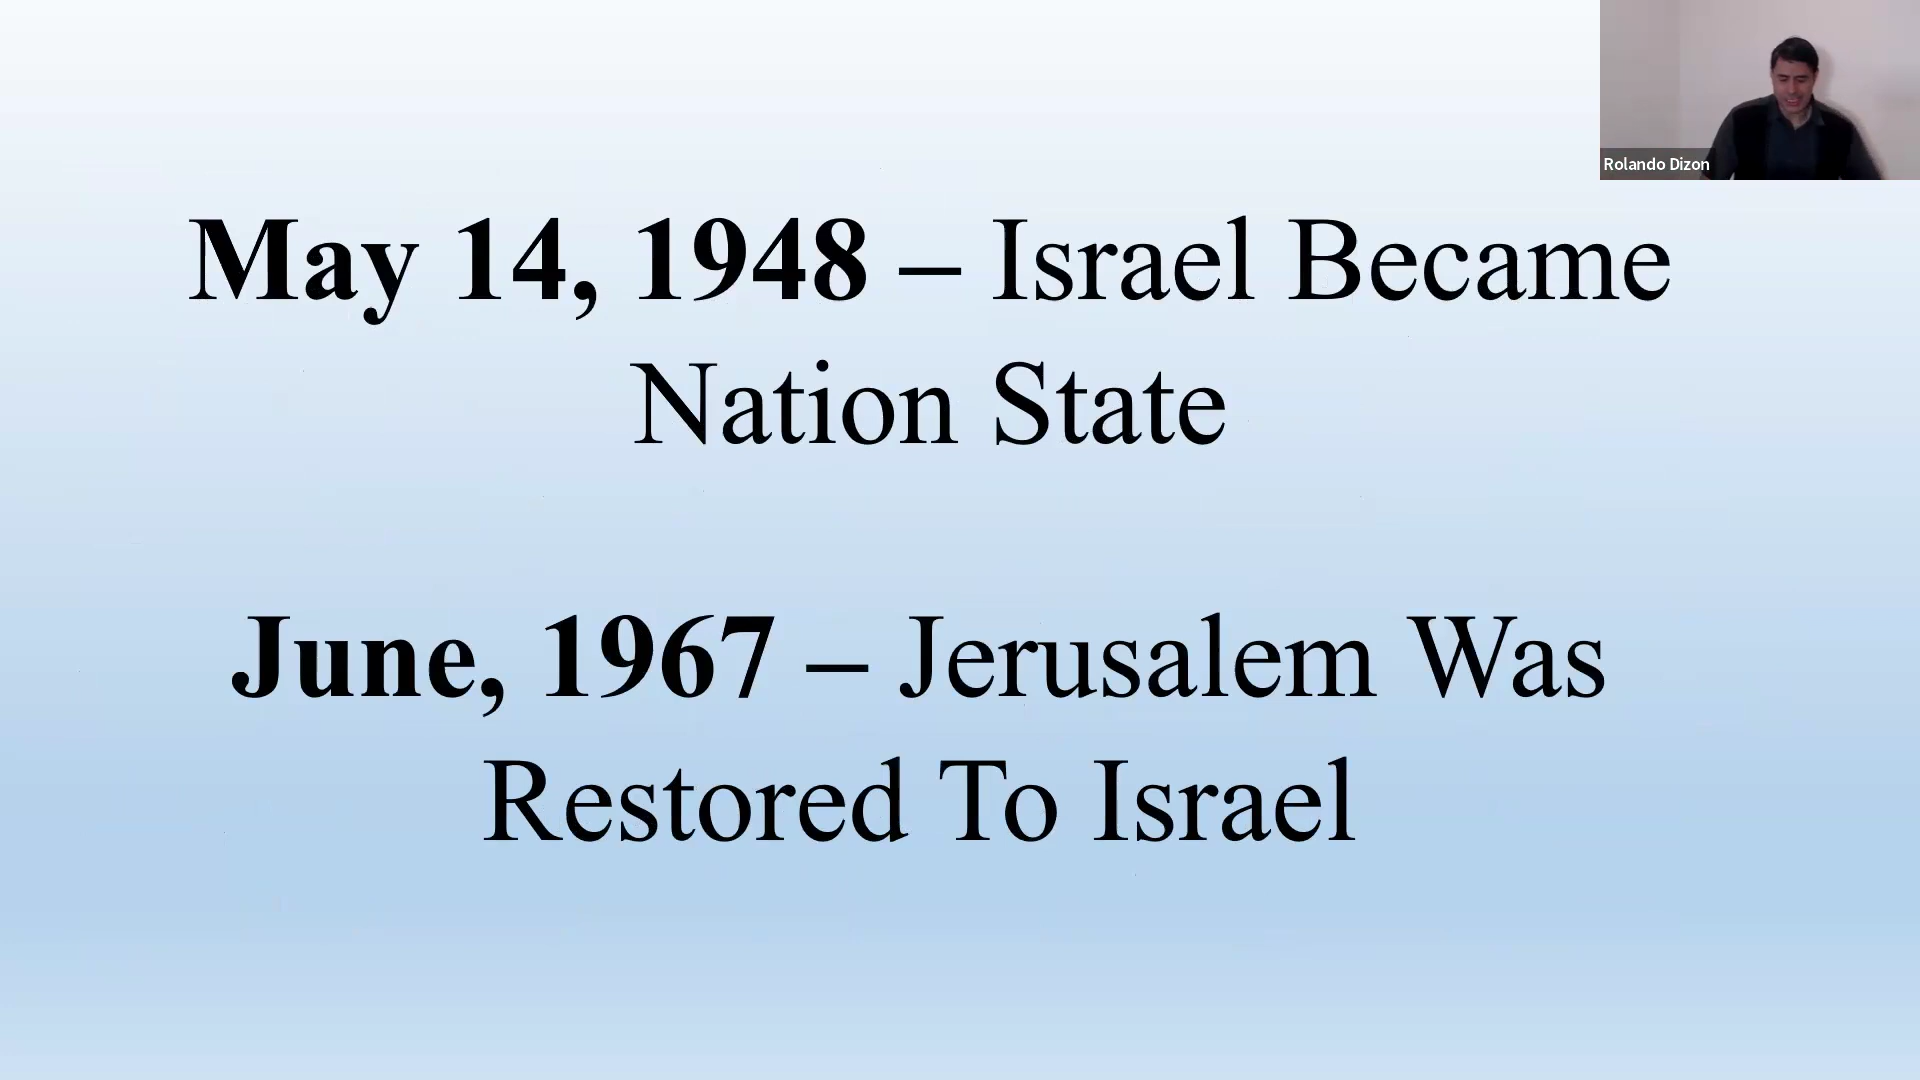 Rolando Dizon
May 14, 1948 – Israel Became
Nation State
June, 1967 – Jerusalem Was
Restored To Israel